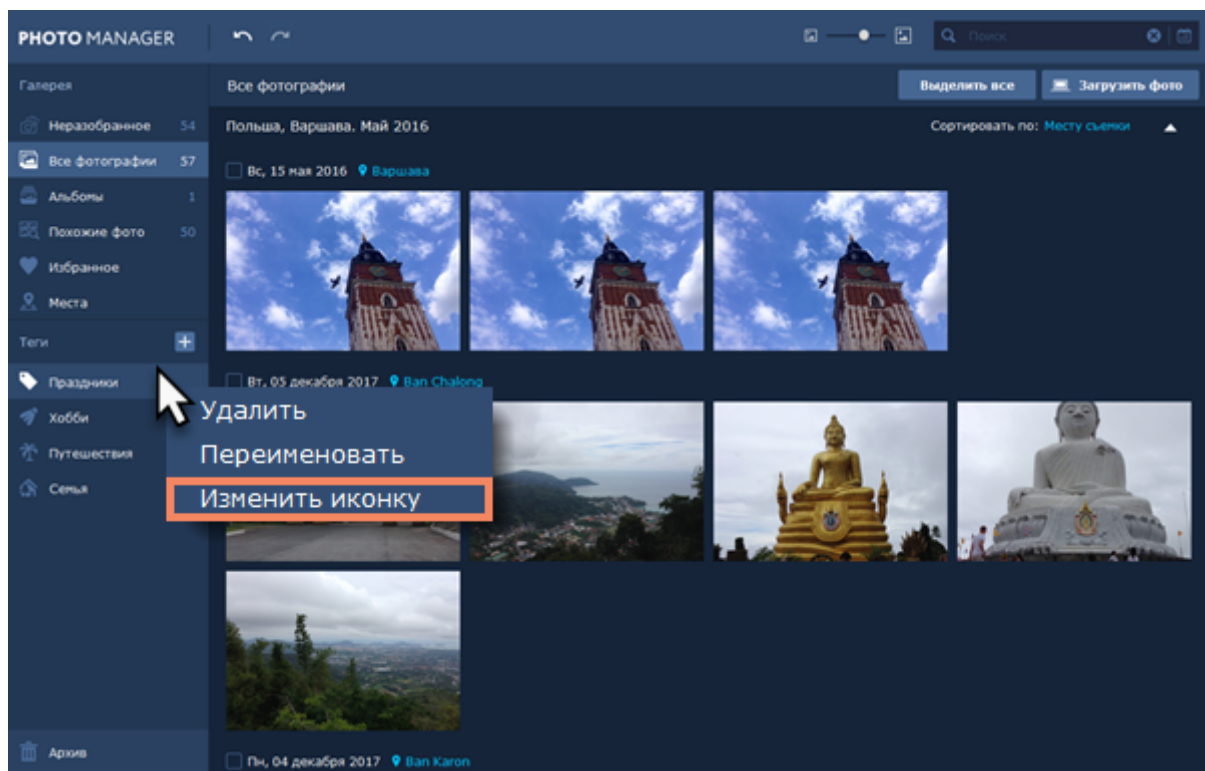 PHOTO MANAGER
Поиск
Галерея
Все фотографии
Выделить все
Загрузить фото
Неразобранное 54
Польша, Варшава. Май 2016
Сортировать по: Месту съемки
Все фотографии 57
Вс, 15 мая 2016 Варшава
Альбомы 1
Похожие фото 50
Избранное
Места
Теги
Праздники
Вт, 05 декабря 2017 Ban Chalong
Хобби
Удалить
Путешествия
Переименовать
Семья
Изменить иконку
Архив
Пн, 04 декабря 2017 Ban Karon